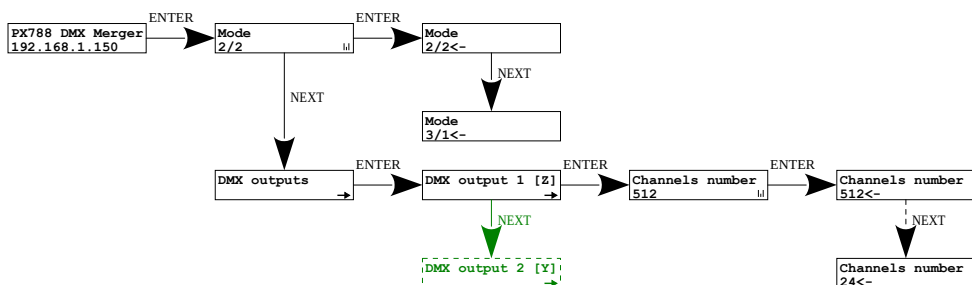 ENTER
ENTER
PX788 DMX Merger
192.168.1.150
Mode
2/2
Mode
2/2<-
NEXT
NEXT
Mode
3/1<-
ENTER
ENTER
ENTER
DMX outputs
DMX output 1 [Z]
Channels number
512
Channels number
512<-
NEXT
NEXT
DMX output 2 [Y]
Channels number
24<-